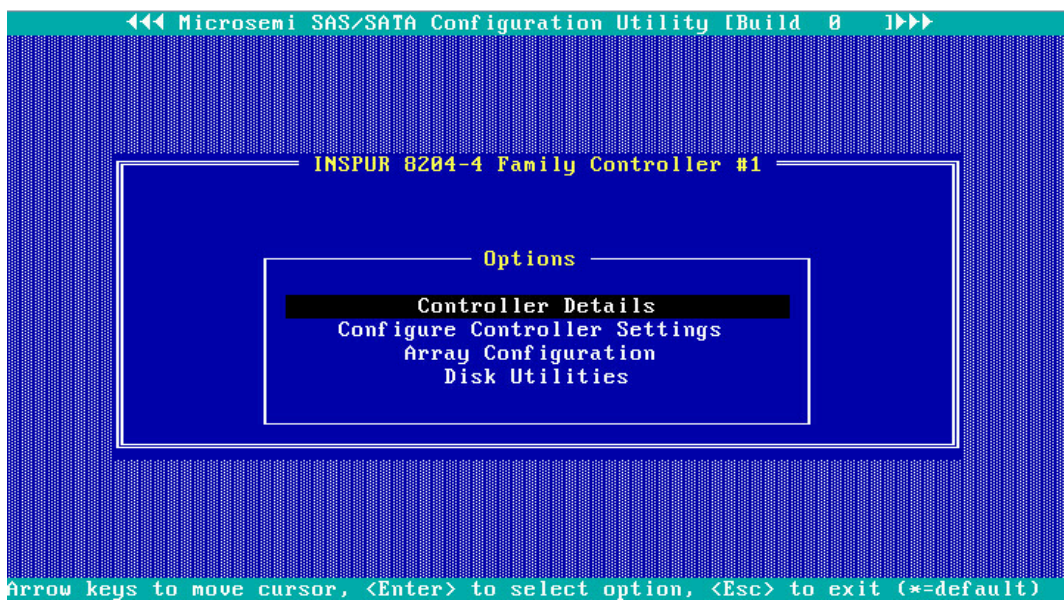 Microsemi SAS/SATA Configuration Utility [Build 0 ]
INSPUR 8204-4 Family Controller #1
Options
Controller Details
Configure Controller Settings
Array Configuration
Disk Utilities
Arrow keys to move cursor, <Enter> to select option, <Esc> to exit (*=default)